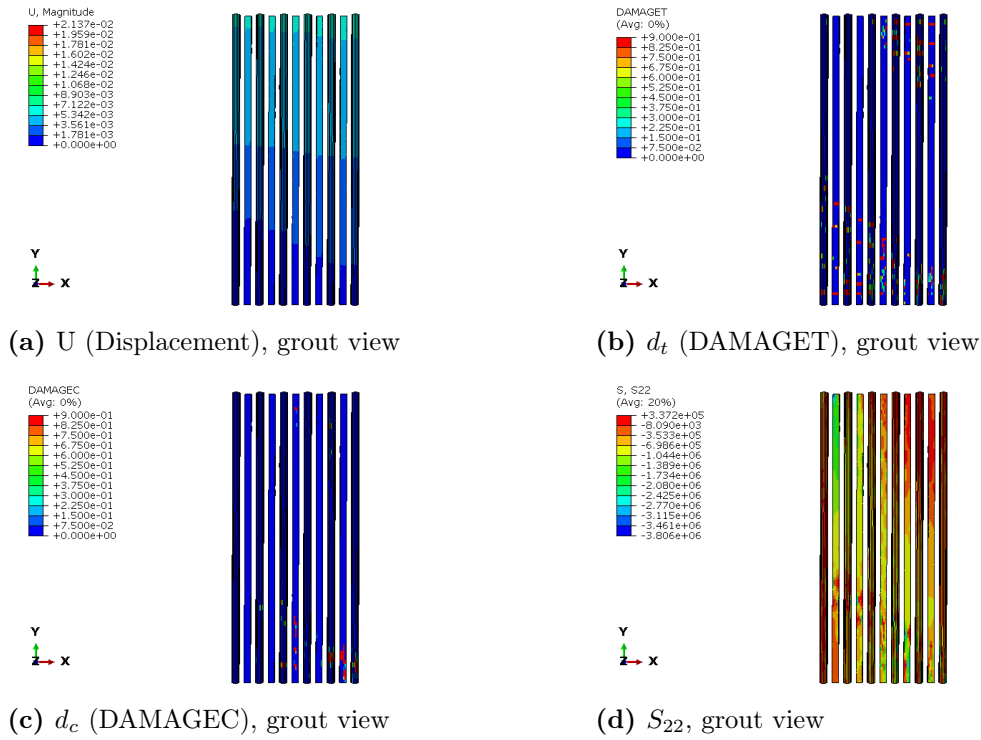 U, Magnitude
+2.137e-02
+1.959e-02
+1.781e-02
+1.602e-02
+1.424e-02
+1.246e-02
+1.068e-02
+8.903e-03
+7.122e-03
+5.342e-03
+3.561e-03
+1.781e-03
+0.000e+00
Y
Z X
(a) U (Displacement), grout view
DAMAGET
(Avg: 0%)
+9.000e-01
+8.250e-01
+7.500e-01
+6.750e-01
+6.000e-01
+5.250e-01
+4.500e-01
+3.750e-01
+3.000e-01
+2.250e-01
+1.500e-01
+7.500e-02
+0.000e+00
Y
Z X
(b) d_t (DAMAGET), grout view
DAMAGEC
(Avg: 0%)
+9.000e-01
+8.250e-01
+7.500e-01
+6.750e-01
+6.000e-01
+5.250e-01
+4.500e-01
+3.750e-01
+3.000e-01
+2.250e-01
+1.500e-01
+7.500e-02
+0.000e+00
Y
Z X
(c) d_c (DAMAGEC), grout view
S, S22
(Avg: 20%)
+3.372e+05
-8.090e+03
-3.533e+05
-6.986e+05
-1.044e+06
-1.389e+06
-1.734e+06
-2.080e+06
-2.425e+06
-2.770e+06
-3.115e+06
-3.461e+06
-3.806e+06
Y
Z X
(d) S_22, grout view